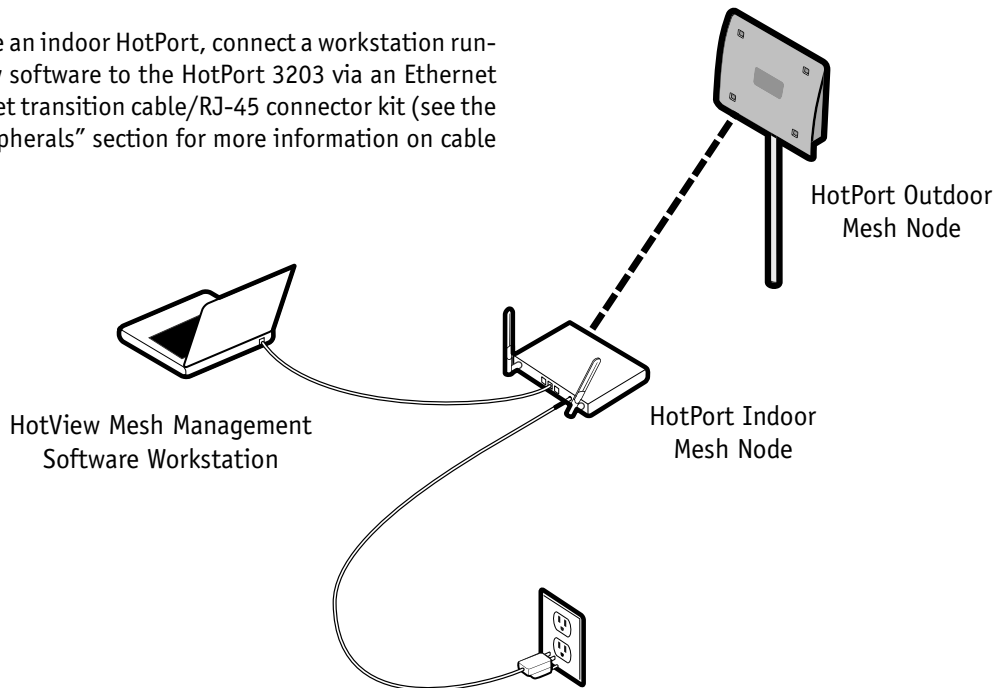 e an indoor HotPort, connect a workstation run-
software to the HotPort 3203 via an Ethernet
et transition cable/RJ-45 connector kit (see the
pherals” section for more information on cable
HotPort Outdoor
Mesh Node
HotView Mesh Management
Software Workstation
HotPort Indoor
Mesh Node